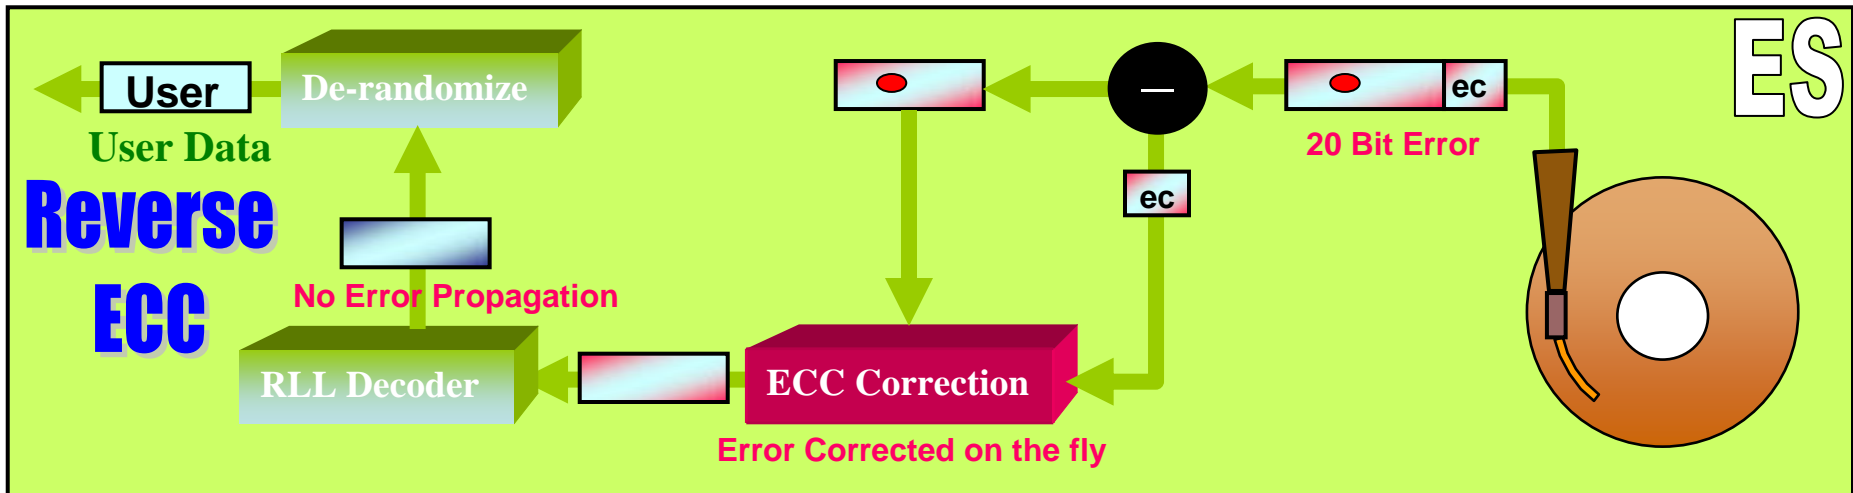 ES
User
De-randomize
ec
User Data
20 Bit Error
ec
Reverse
ECC
No Error Propagation
RLL Decoder
ECC Correction
Error Corrected on the fly